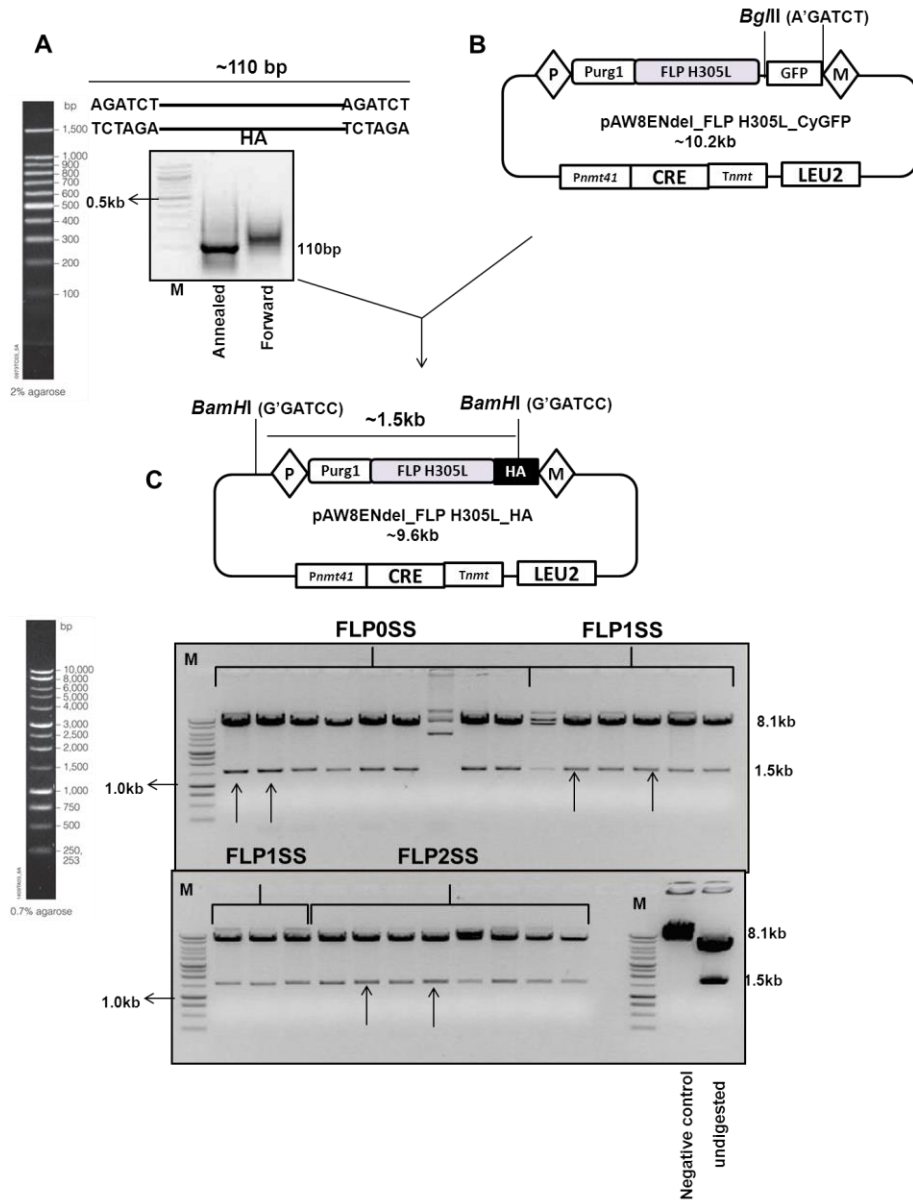 A
~110 bp
AGATCT AGATCT
TCTAGA TCTAGA
HA
bp
1,500
1,000
900
800
700
600
500
400
300
200
100
2% agarose
0.5kb
110bp
M
Annealed
Forward
B
BglII (A'GATCT)
P
Purg1
FLP H305L
GFP
M
pAW8ENdel_FLP H305L_CyGFP
~10.2kb
Pnmt41
CRE
Tnmt
LEU2
C
BamHI (G'GATCC)
~1.5kb
BamHI (G'GATCC)
P
Purg1
FLP H305L
HA
M
pAW8ENdel_FLP H305L_HA
~9.6kb
Pnmt41
CRE
Tnmt
LEU2
bp
10,000
8,000
6,000
5,000
4,000
3,000
2,500
2,000
1,500
1,000
750
500
250,
253
0.7% agarose
FLP0SS
FLP1SS
M
8.1kb
1.5kb
1.0kb
FLP1SS
FLP2SS
M
M
8.1kb
1.5kb
1.0kb
Negative control
undigested